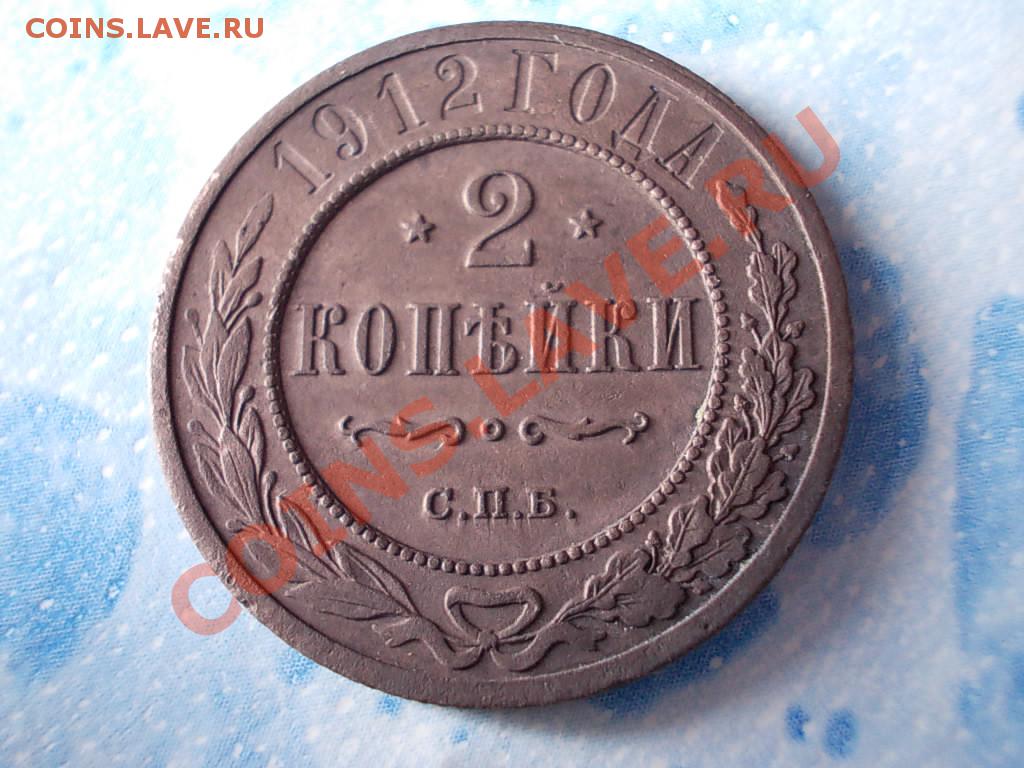 COINS.LAVE.RU
1912 ГОДА
2
КОПѢЙКИ
С.П.Б.
COINS.LAVE.RU